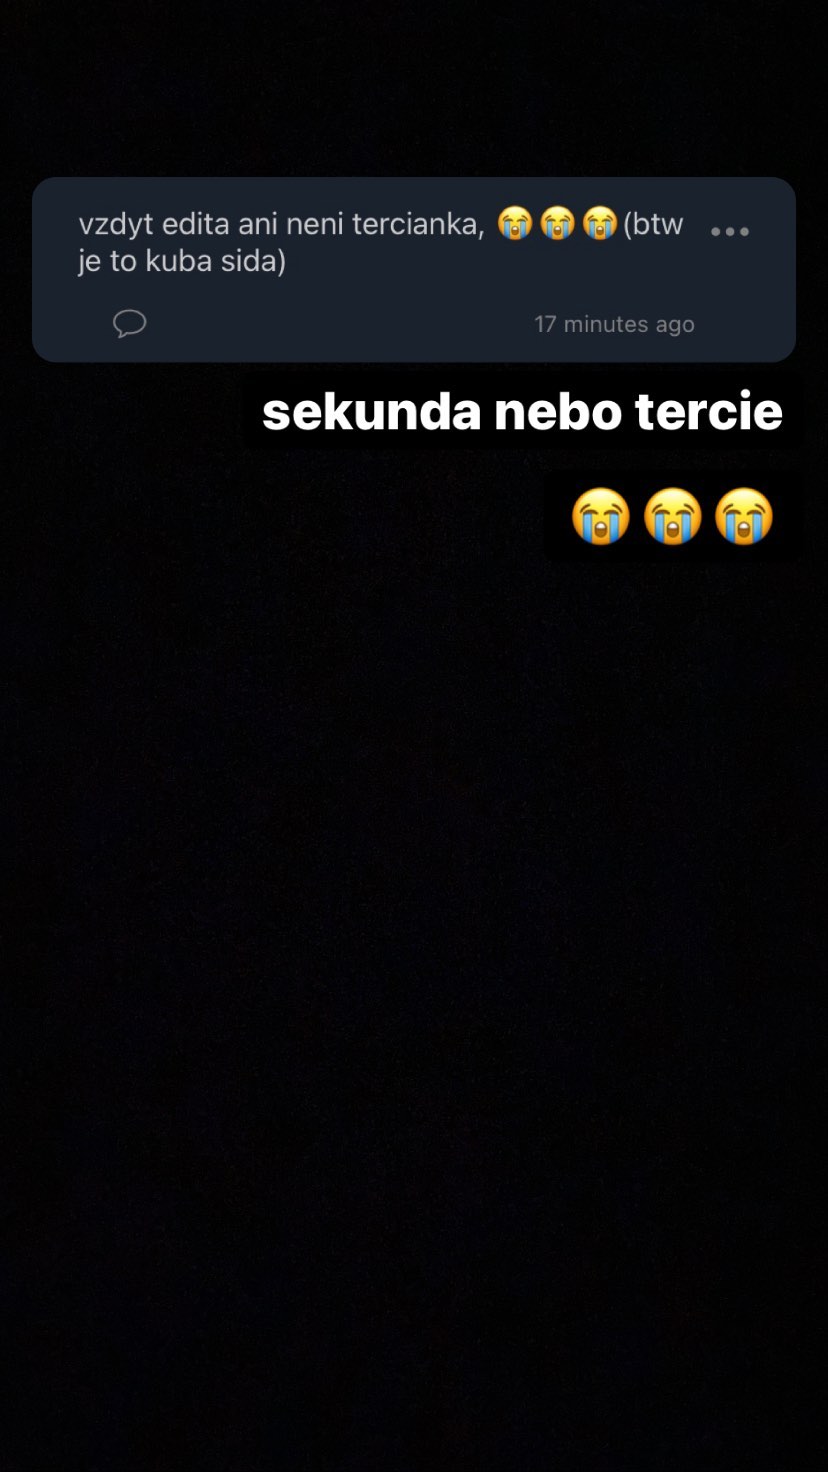 vzdyt edita ani neni tercianka, 😭😭😭(btw
je to kuba sida)
17 minutes ago
sekunda nebo tercie
😭😭😭